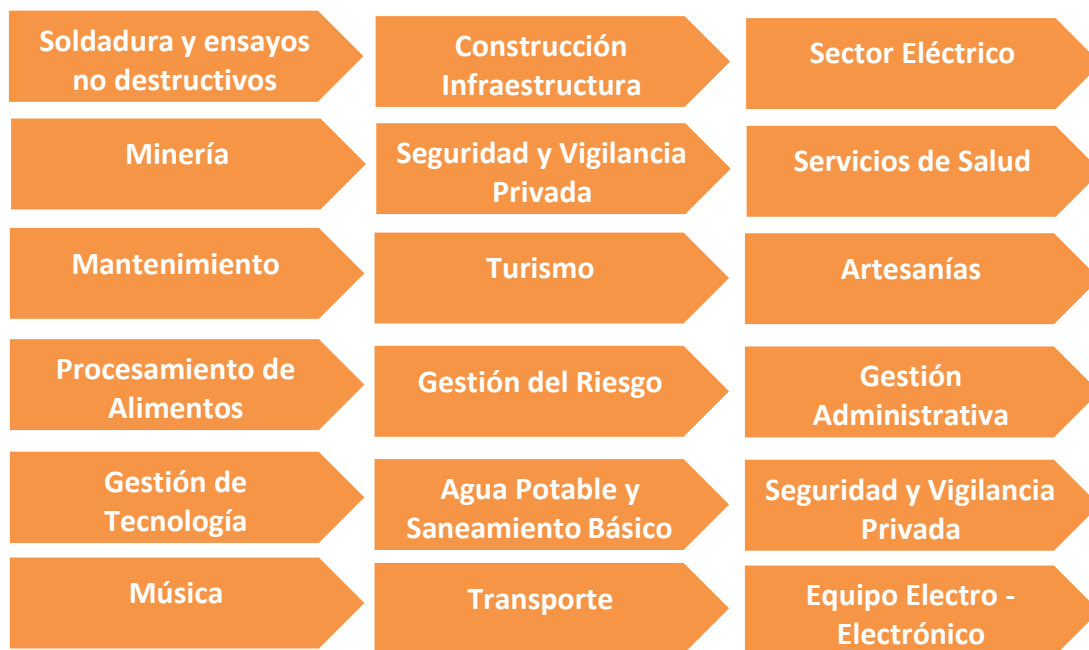 Soldadura y ensayos
no destructivos
Construcción
Infraestructura
Sector Eléctrico
Minería
Seguridad y Vigilancia
Privada
Servicios de Salud
Mantenimiento
Turismo
Artesanías
Procesamiento de
Alimentos
Gestión del Riesgo
Gestión
Administrativa
Gestión de
Tecnología
Agua Potable y
Saneamiento Básico
Seguridad y Vigilancia
Privada
Música
Transporte
Equipo Electro -
Electrónico